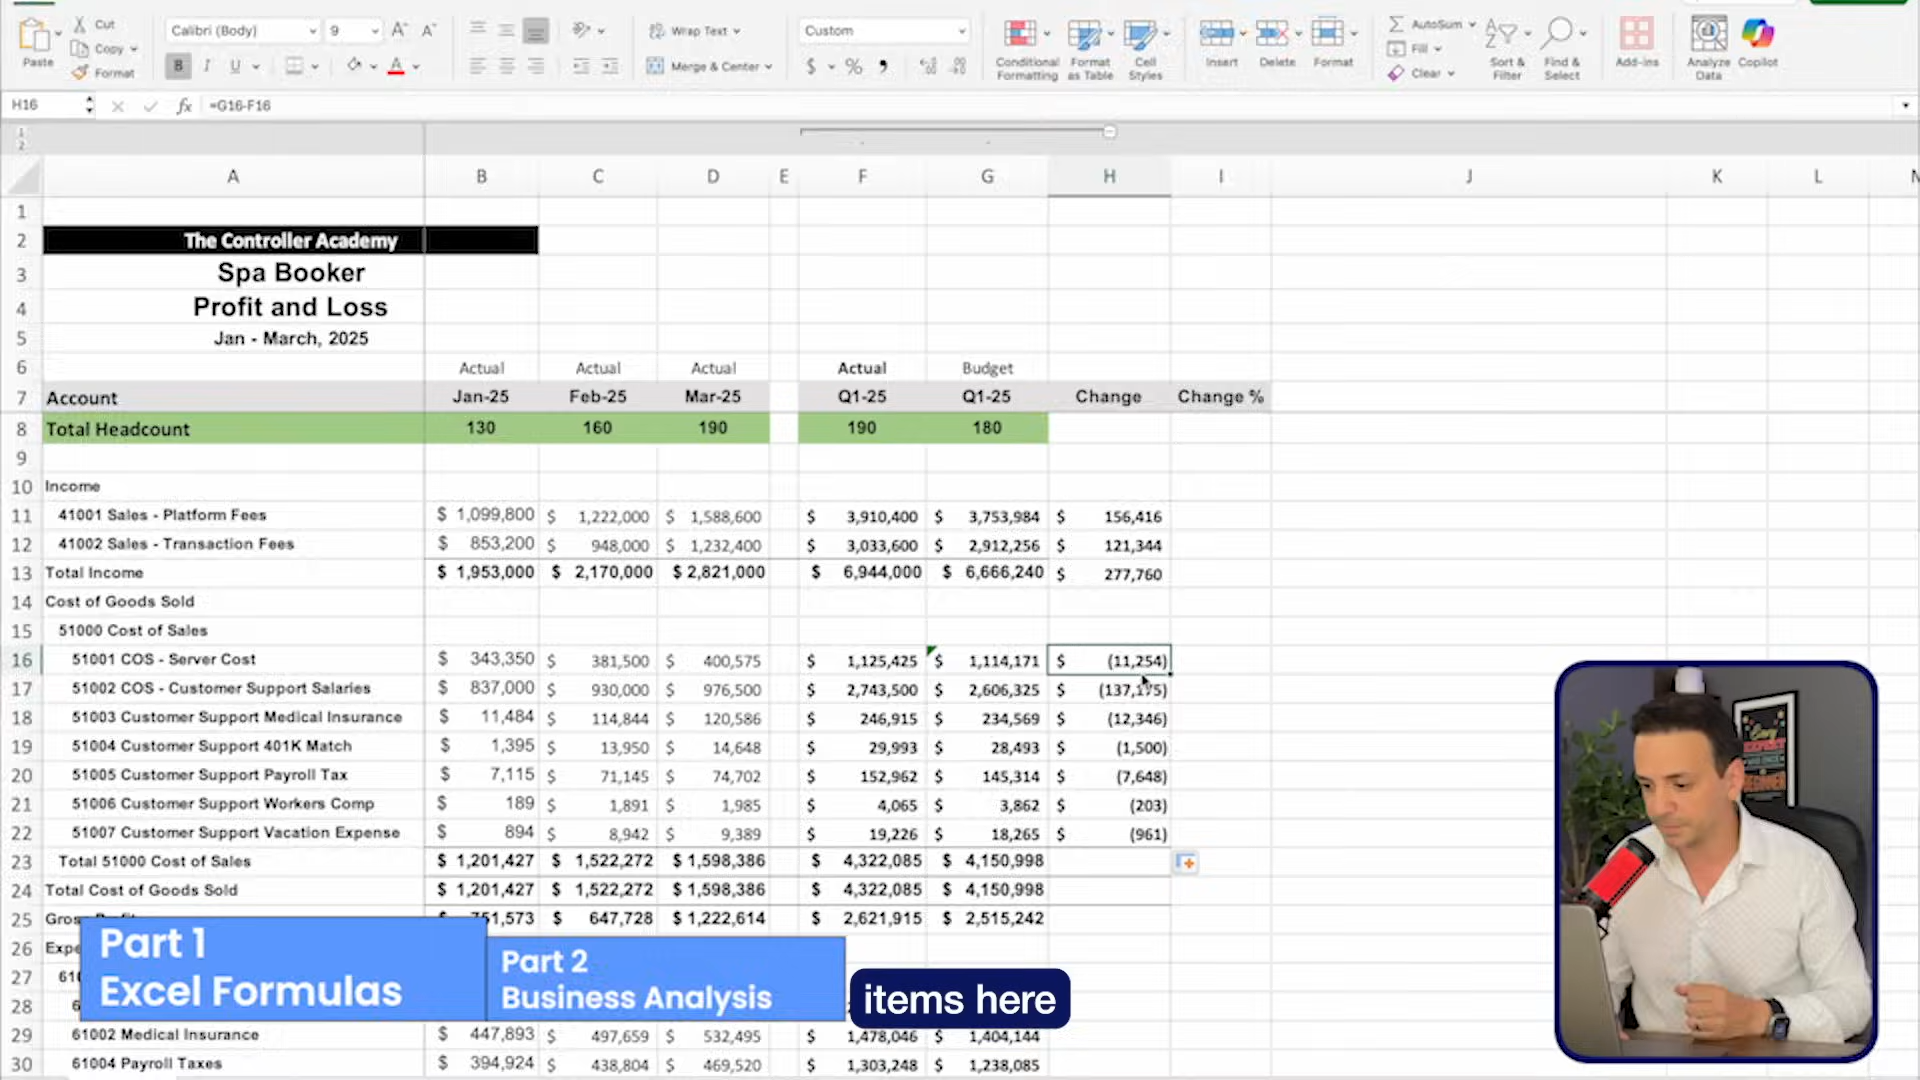 Paste
Cut
Copy
Format
Calibri (Body) 9
B I U
Wrap Text
Merge & Center
Custom
$ % ,
Conditional Formatting
Format as Table
Cell Styles
Insert
Delete
Format
AutoSum
Fill
Clear
Sort & Filter
Find & Select
Add-ins
Analyze Data
Copilot
H16 fx =G16-F16
1
2
A B C D E F G H I J K L
1
2 The Controller Academy
3 Spa Booker
4 Profit and Loss
5 Jan - March, 2025
6 Actual Actual Actual Actual Budget
7 Account Jan-25 Feb-25 Mar-25 Q1-25 Q1-25 Change Change %
8 Total Headcount 130 160 190 190 180
9
10 Income
11 41001 Sales - Platform Fees $ 1,099,800 $ 1,222,000 $ 1,588,600 $ 3,910,400 $ 3,753,984 $ 156,416
12 41002 Sales - Transaction Fees $ 853,200 $ 948,000 $ 1,232,400 $ 3,033,600 $ 2,912,256 $ 121,344
13 Total Income $ 1,953,000 $ 2,170,000 $ 2,821,000 $ 6,944,000 $ 6,666,240 $ 277,760
14 Cost of Goods Sold
15 51000 Cost of Sales
16 51001 COS - Server Cost $ 343,350 $ 381,500 $ 400,575 $ 1,125,425 $ 1,114,171 $ (11,254)
17 51002 COS - Customer Support Salaries $ 837,000 $ 930,000 $ 976,500 $ 2,743,500 $ 2,606,325 $ (137,175)
18 51003 Customer Support Medical Insurance $ 11,484 $ 114,844 $ 120,586 $ 246,915 $ 234,569 $ (12,346)
19 51004 Customer Support 401K Match $ 1,395 $ 13,950 $ 14,648 $ 29,993 $ 28,493 $ (1,500)
20 51005 Customer Support Payroll Tax $ 7,115 $ 71,145 $ 74,702 $ 152,962 $ 145,314 $ (7,648)
21 51006 Customer Support Workers Comp $ 189 $ 1,891 $ 1,985 $ 4,065 $ 3,862 $ (203)
22 51007 Customer Support Vacation Expense $ 894 $ 8,942 $ 9,389 $ 19,226 $ 18,265 $ (961)
23 Total 51000 Cost of Sales $ 1,201,427 $ 1,522,272 $ 1,598,386 $ 4,322,085 $ 4,150,998
24 Total Cost of Goods Sold $ 1,201,427 $ 1,522,272 $ 1,598,386 $ 4,322,085 $ 4,150,998
25 $ 647,728 $ 1,222,614 $ 2,621,915 $ 2,515,242
26
27
28
29 61002 Medical Insurance $ 447,893 $ 497,659 $ 532,495 $ 1,478,046 $ 1,404,144
30 61004 Payroll Taxes $ 394,924 $ 438,804 $ 469,520 $ 1,303,248 $ 1,238,085
Part 1
Excel Formulas
Part 2
Business Analysis
items here